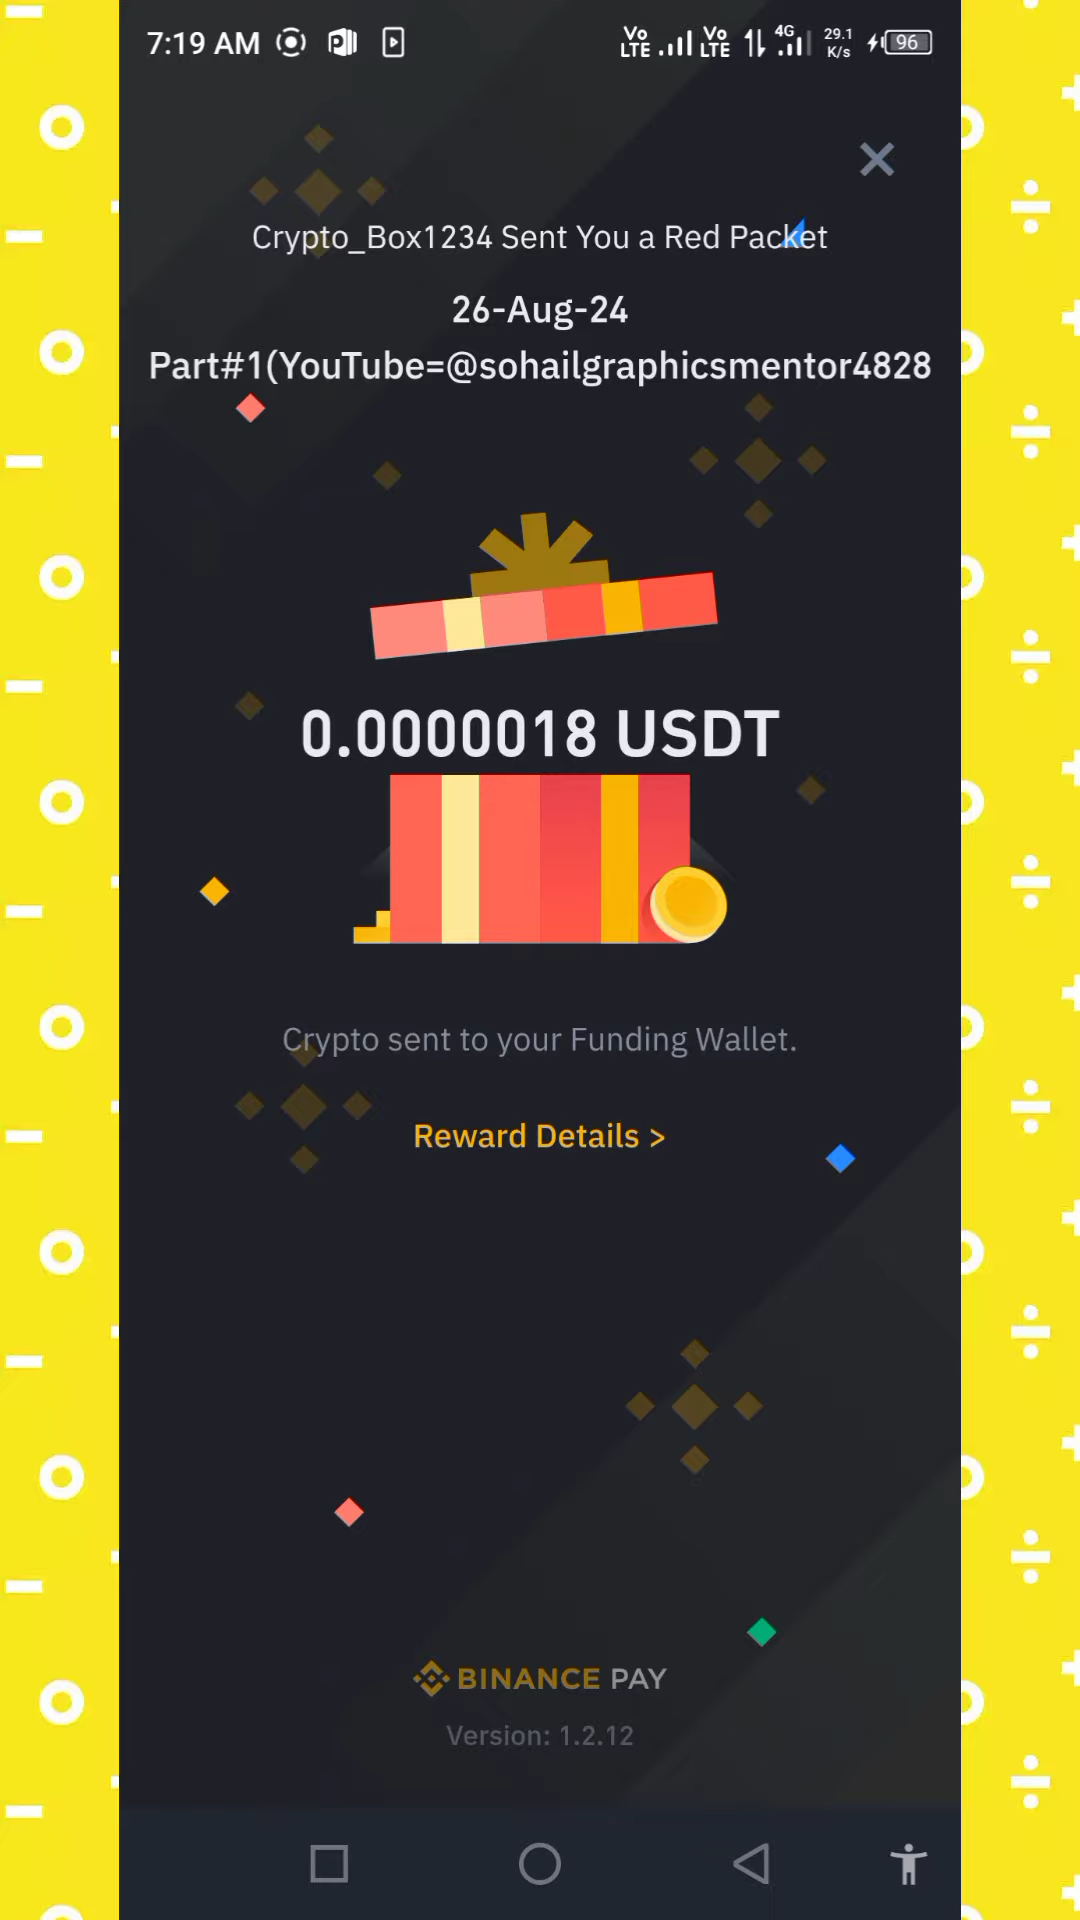 7:19 AM Vo LTE Vo LTE 4G 29.1 K/s 96
Crypto_Box1234 Sent You a Red Packet
26-Aug-24
Part#1(YouTube=@sohailgraphicsmentor4828
0.0000018 USDT
Crypto sent to your Funding Wallet.
Reward Details >
BINANCE PAY
Version: 1.2.12